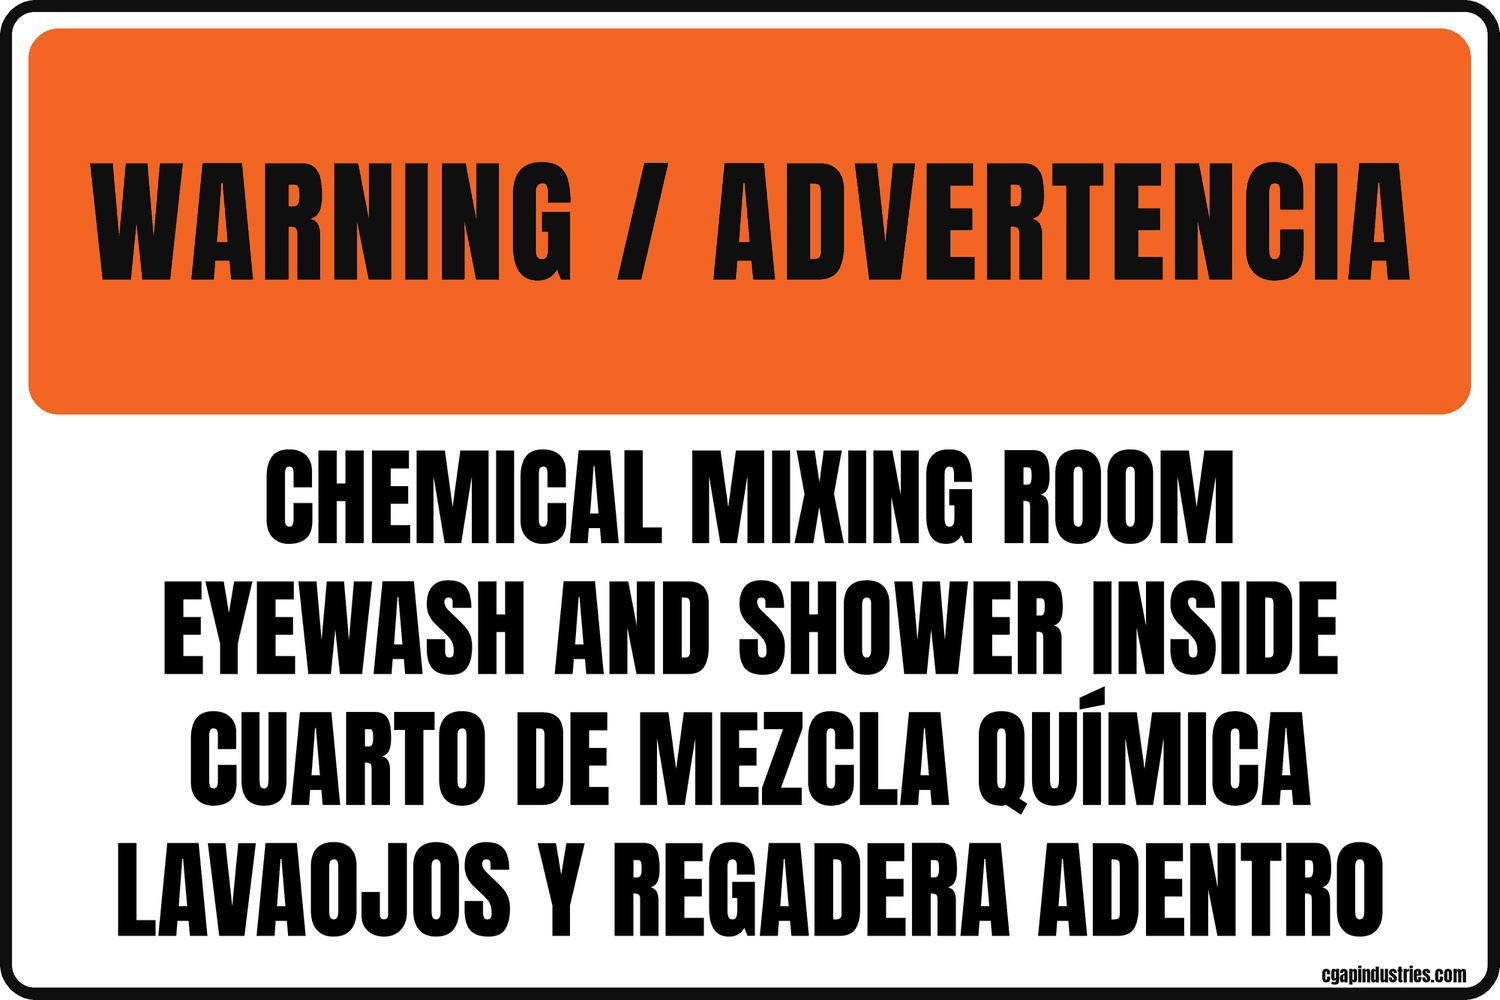 WARNING / ADVERTENCIA
CHEMICAL MIXING ROOM
EYEWASH AND SHOWER INSIDE
CUARTO DE MEZCLA QUÍMICA
LAVAOJOS Y REGADERA ADENTRO
cgapindustries.com